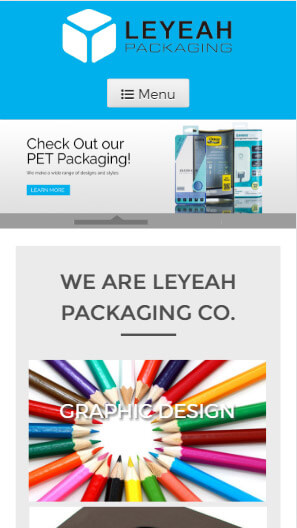 LEYEAH
PACKAGING
Menu
Check Out our
PET Packaging!
We make a wide range of designs and styles
LEARN MORE
WE ARE LEYEAH
PACKAGING CO.
GRAPHIC DESIGN